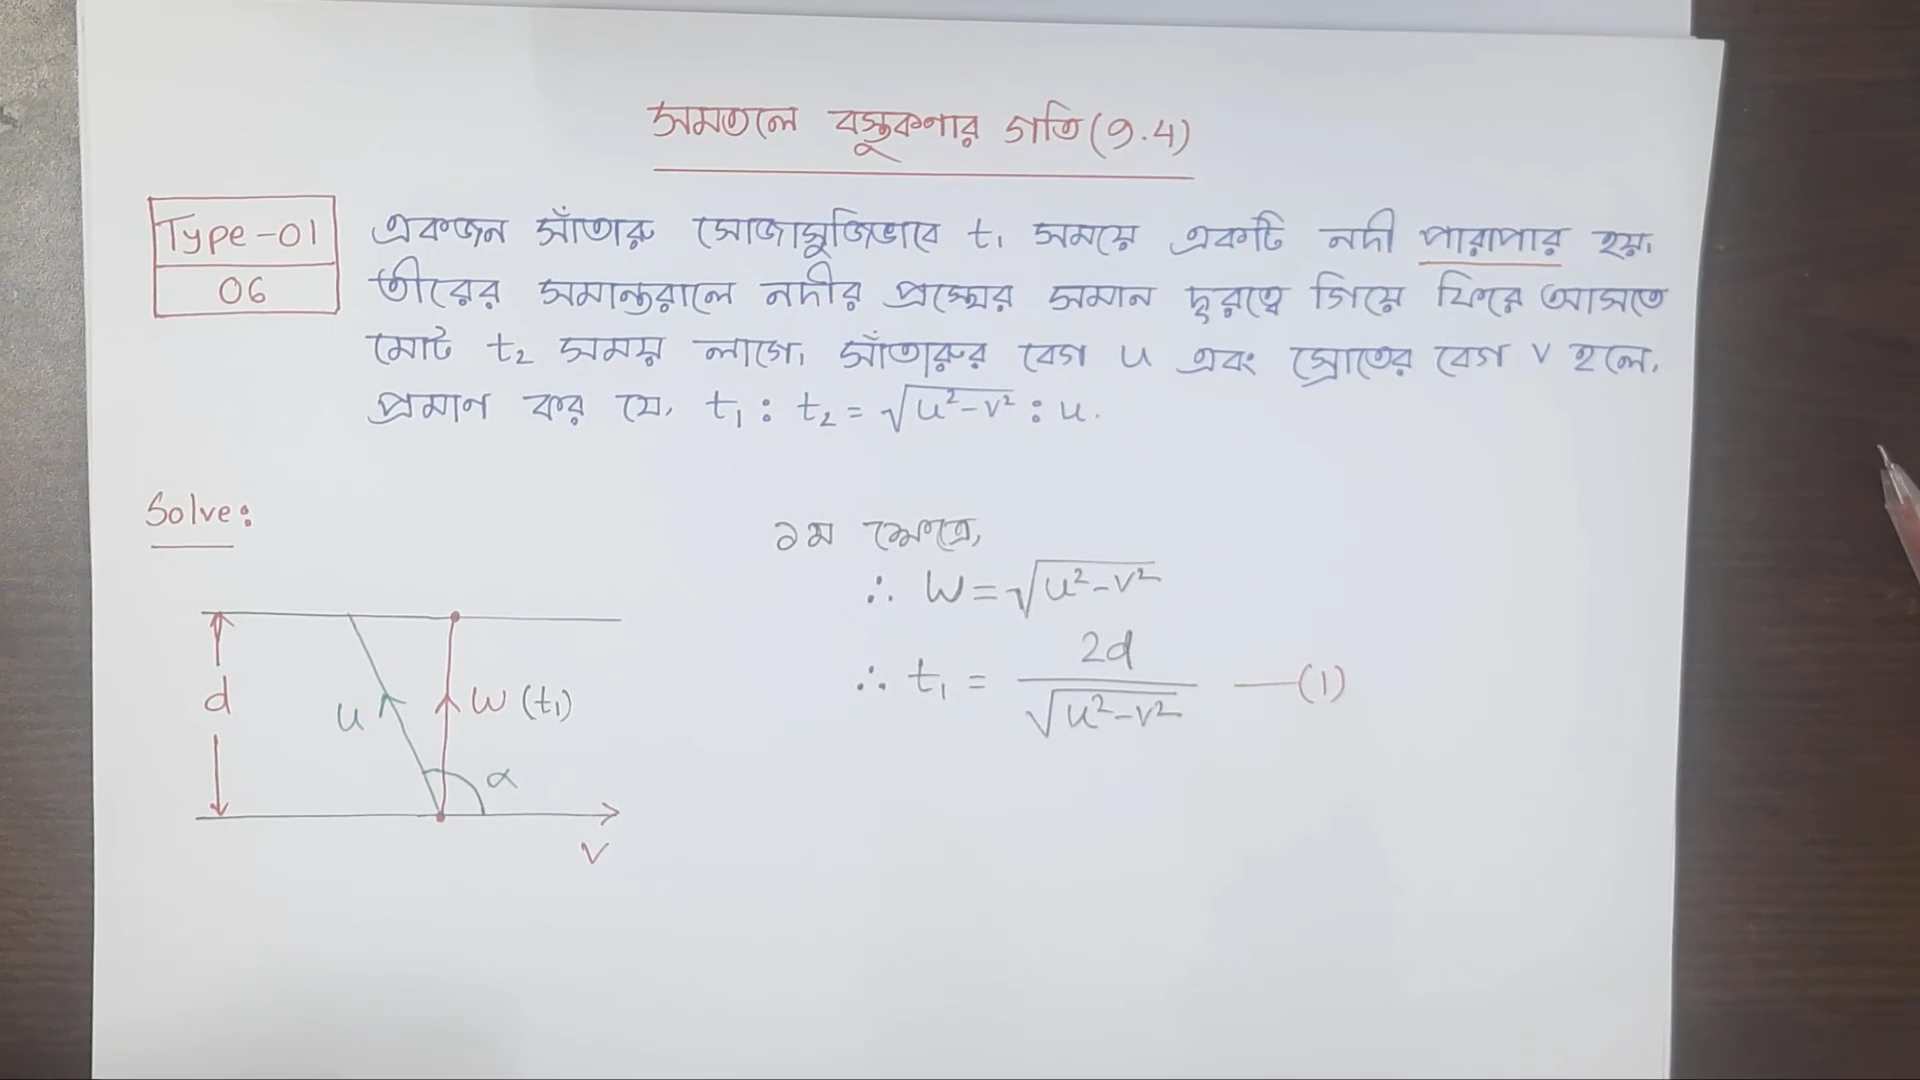 সমতলে বস্তুকণার গতি (9.4)
Type-01
06
একজন সাঁতারু সোজাসুজিভাবে t₁ সময়ে একটি নদী পারাপার হয়।
তীরের সমান্তরালে নদীর প্রস্থের সমান দূরত্বে গিয়ে ফিরে আসতে
মোট t₂ সময় লাগে। সাঁতারুর বেগ u এবং স্রোতের বেগ v হলে,
প্রমান কর যে, t₁ : t₂ = √(u²-v²) : u.
Solve:
d
u
w (t₁)
α
v
১ম ক্ষেত্রে,
∴ w = √(u²-v²)
∴ t₁ = 2d / √(u²-v²) —(1)